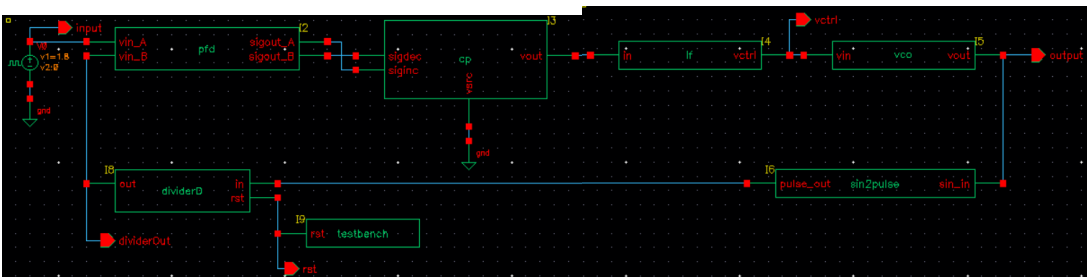 input
I2
I3
vctrl
V0
v1=1.8
v2:0
vin_A
pfd
sigout_A
vin_B
sigout_B
sigdec
siginc
cp
vout
vsrc
gnd
in
lf
I4
vctrl
vin
vco
I5
vout
output
gnd
I8
out
dividerD
in
rst
I6
pulse_out
sin2pulse
sin_in
I9
rst
testbench
dividerOut
rst